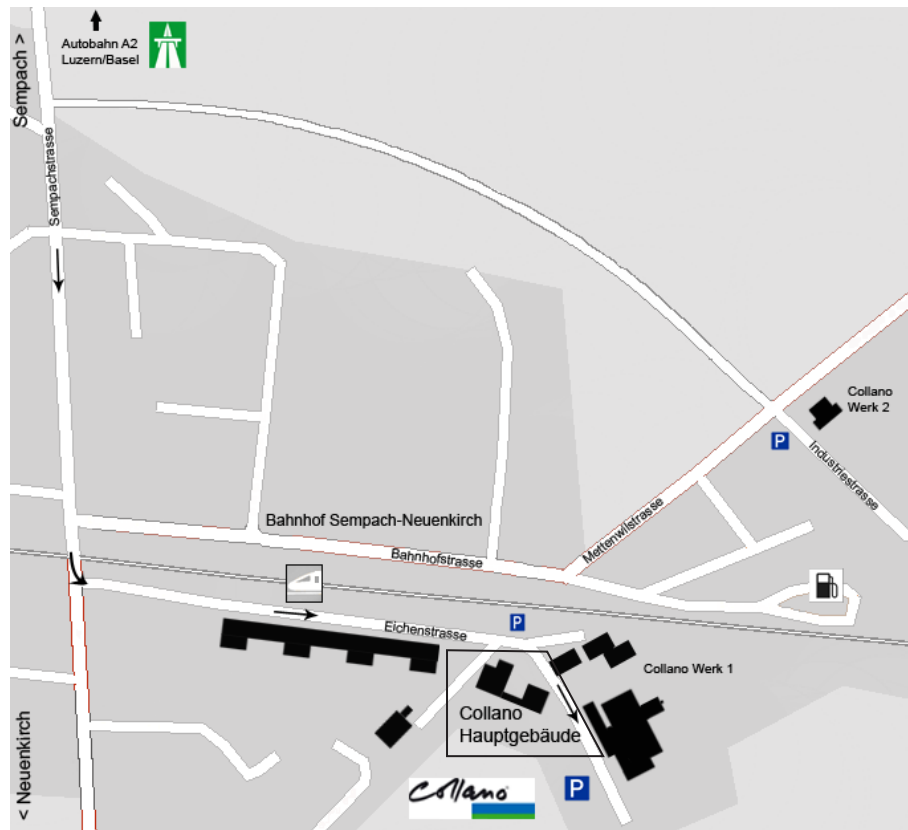 Sempach >
Autobahn A2
Luzern/Basel
Sempachstrasse
Collano
Werk 2
P
Industriestrasse
Mettenwilstrasse
Bahnhof Sempach-Neuenkirch
Bahnhofstrasse
P
Eichenstrasse
Collano Werk 1
Collano
Hauptgebäude
< Neuenkirch
Collano
P